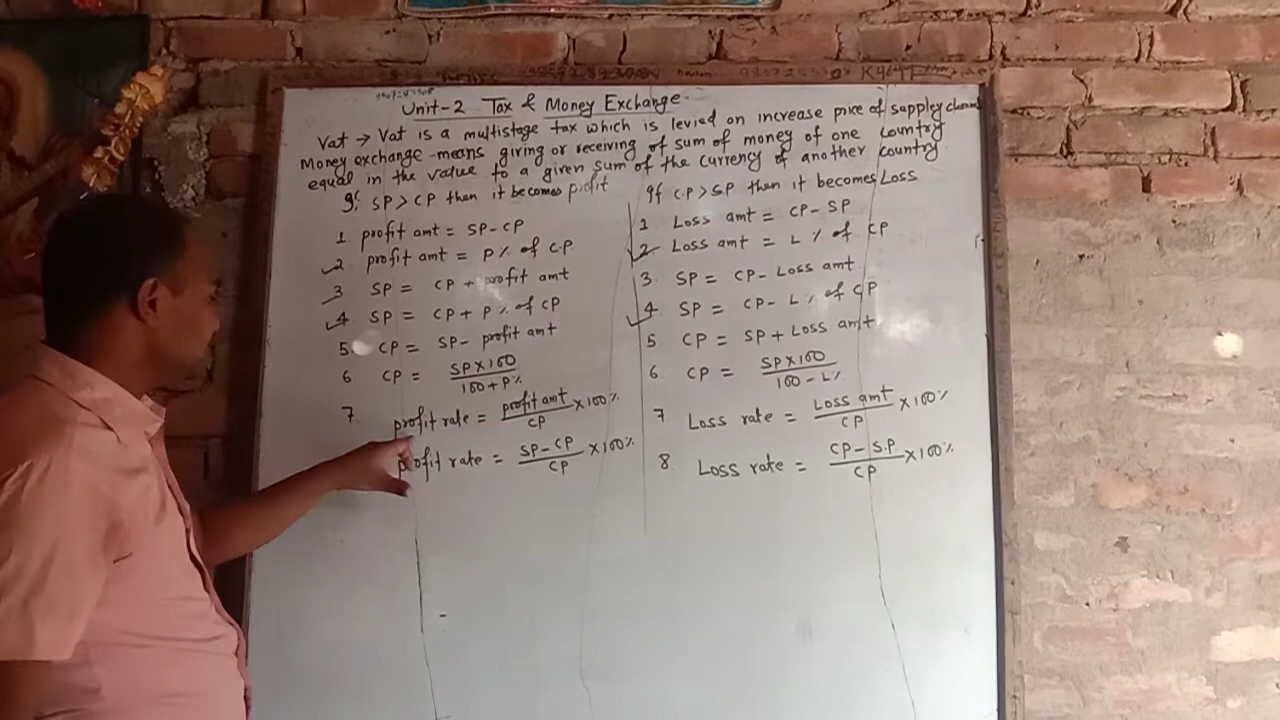 Unit-2 Tax & Money Exchange.
Vat → Vat is a multistage tax which is levied on increase price of suppley
Money exchange -means giving or receiving of sum of money of one country
equal in the value to a given sum of the currency of another country
SP > CP then it becomes profit
1 profit amt = SP- CP
2 profit amt = P% of C.P
3 SP = CP + profit amt
4 SP = CP + P % of CP
5. CP = SP- profit amt
6 CP = SP X 100 / 100 + P%
7. profit rate = profit amt / CP X 100%
profit rate = SP - CP / CP X 100%
If C.P > SP then it becomes Loss
1 Loss amt = CP - SP
2 Loss amt = L % of CP
3. SP = CP - Loss amt
4. SP = CP- L% of CP
5 CP = SP + Loss amt
6. CP = SP X 100 / 100 - L%
7 Loss rate = Loss amt / CP X 100%
8 Loss rate = CP - S.P / CP X 100%